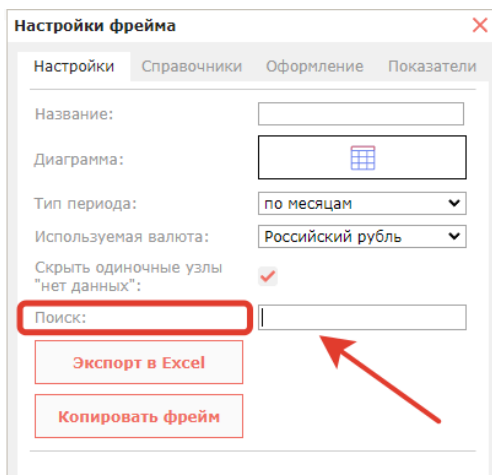 Настройки фрейма
Настройки Справочники Оформление Показатели
Название:
Диаграмма:
Тип периода: по месяцам
Используемая валюта: Российский рубль
Скрыть одиночные узлы
"нет данных":
Поиск:
Экспорт в Excel
Копировать фрейм